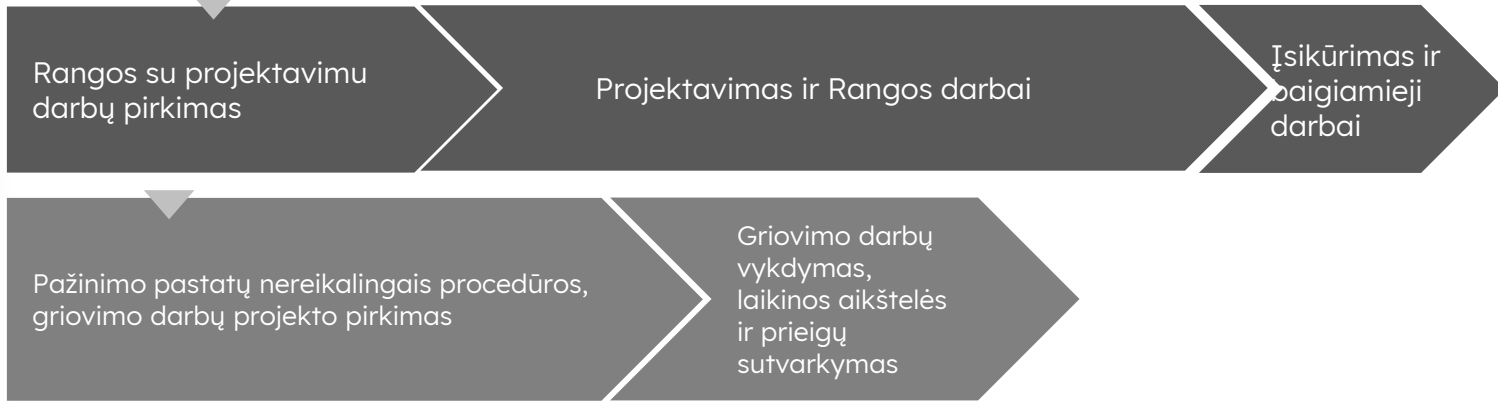 Rangos su projektavimu
darbų pirkimas
Projektavimas ir Rangos darbai
Įsikūrimas ir
baigiamieji
darbai
Pažinimo pastatų nereikalingais procedūros,
griovimo darbų projekto pirkimas
Griovimo darbų
vykdymas,
laikinos aikštelės
ir prieigų
sutvarkymas